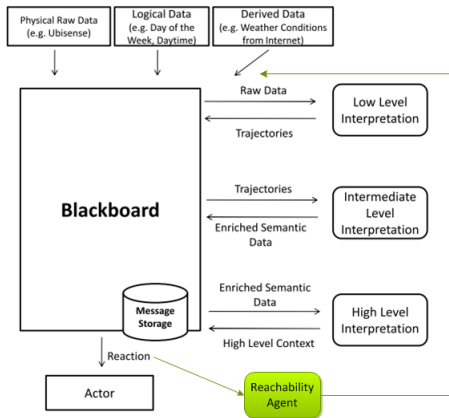 Physical Raw Data
(e.g. Ubisense)
Logical Data
(e.g. Day of the
Week, Daytime)
Derived Data
(e.g. Weather Conditions
from Internet)
Raw Data
Trajectories
Low Level
Interpretation
Blackboard
Trajectories
Enriched Semantic
Data
Intermediate
Level
Interpretation
Message
Storage
Enriched Semantic
Data
High Level Context
High Level
Interpretation
Reaction
Actor
Reachability
Agent